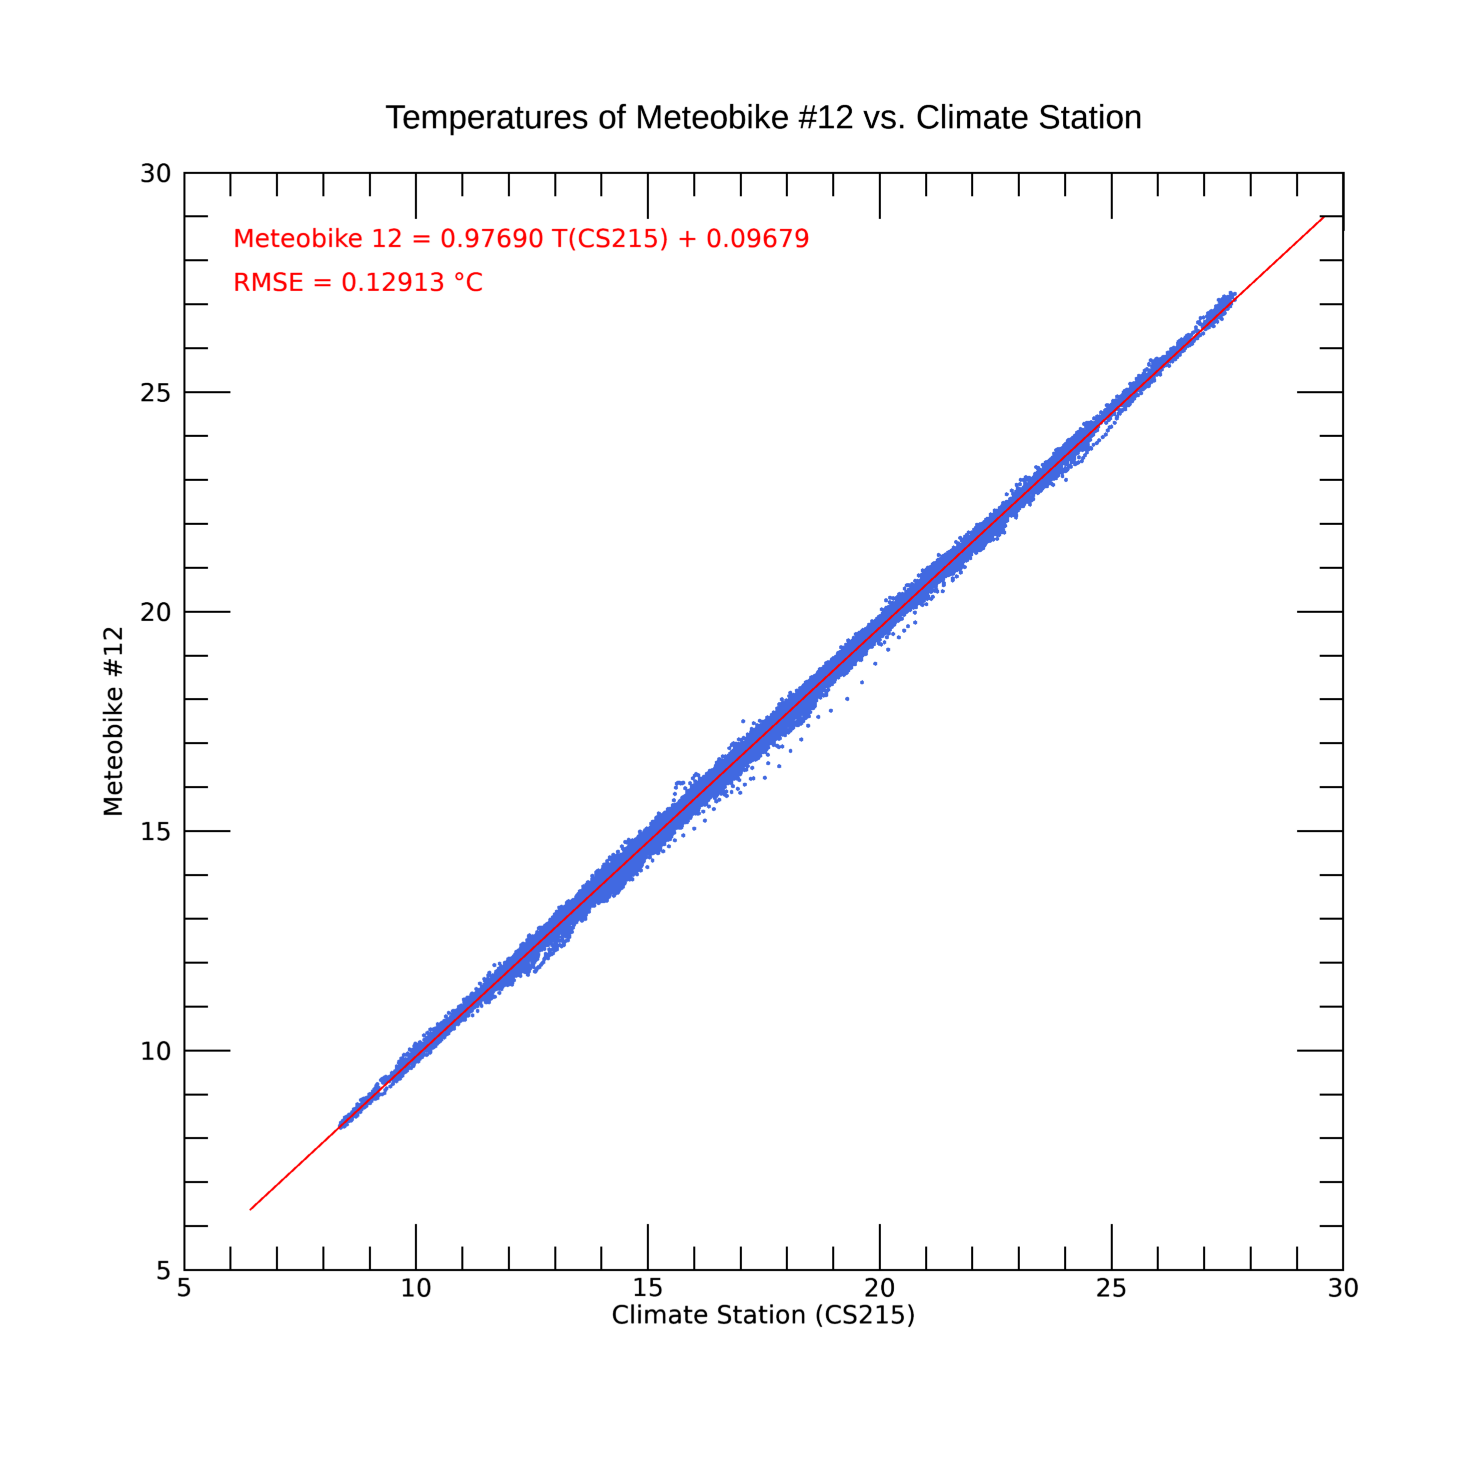 Temperatures of Meteobike #12 vs. Climate Station
Meteobike 12 = 0.97690 T(CS215) + 0.09679
RMSE = 0.12913 °C
30
25
20
15
10
5
Meteobike #12
5 10 15 20 25 30
Climate Station (CS215)